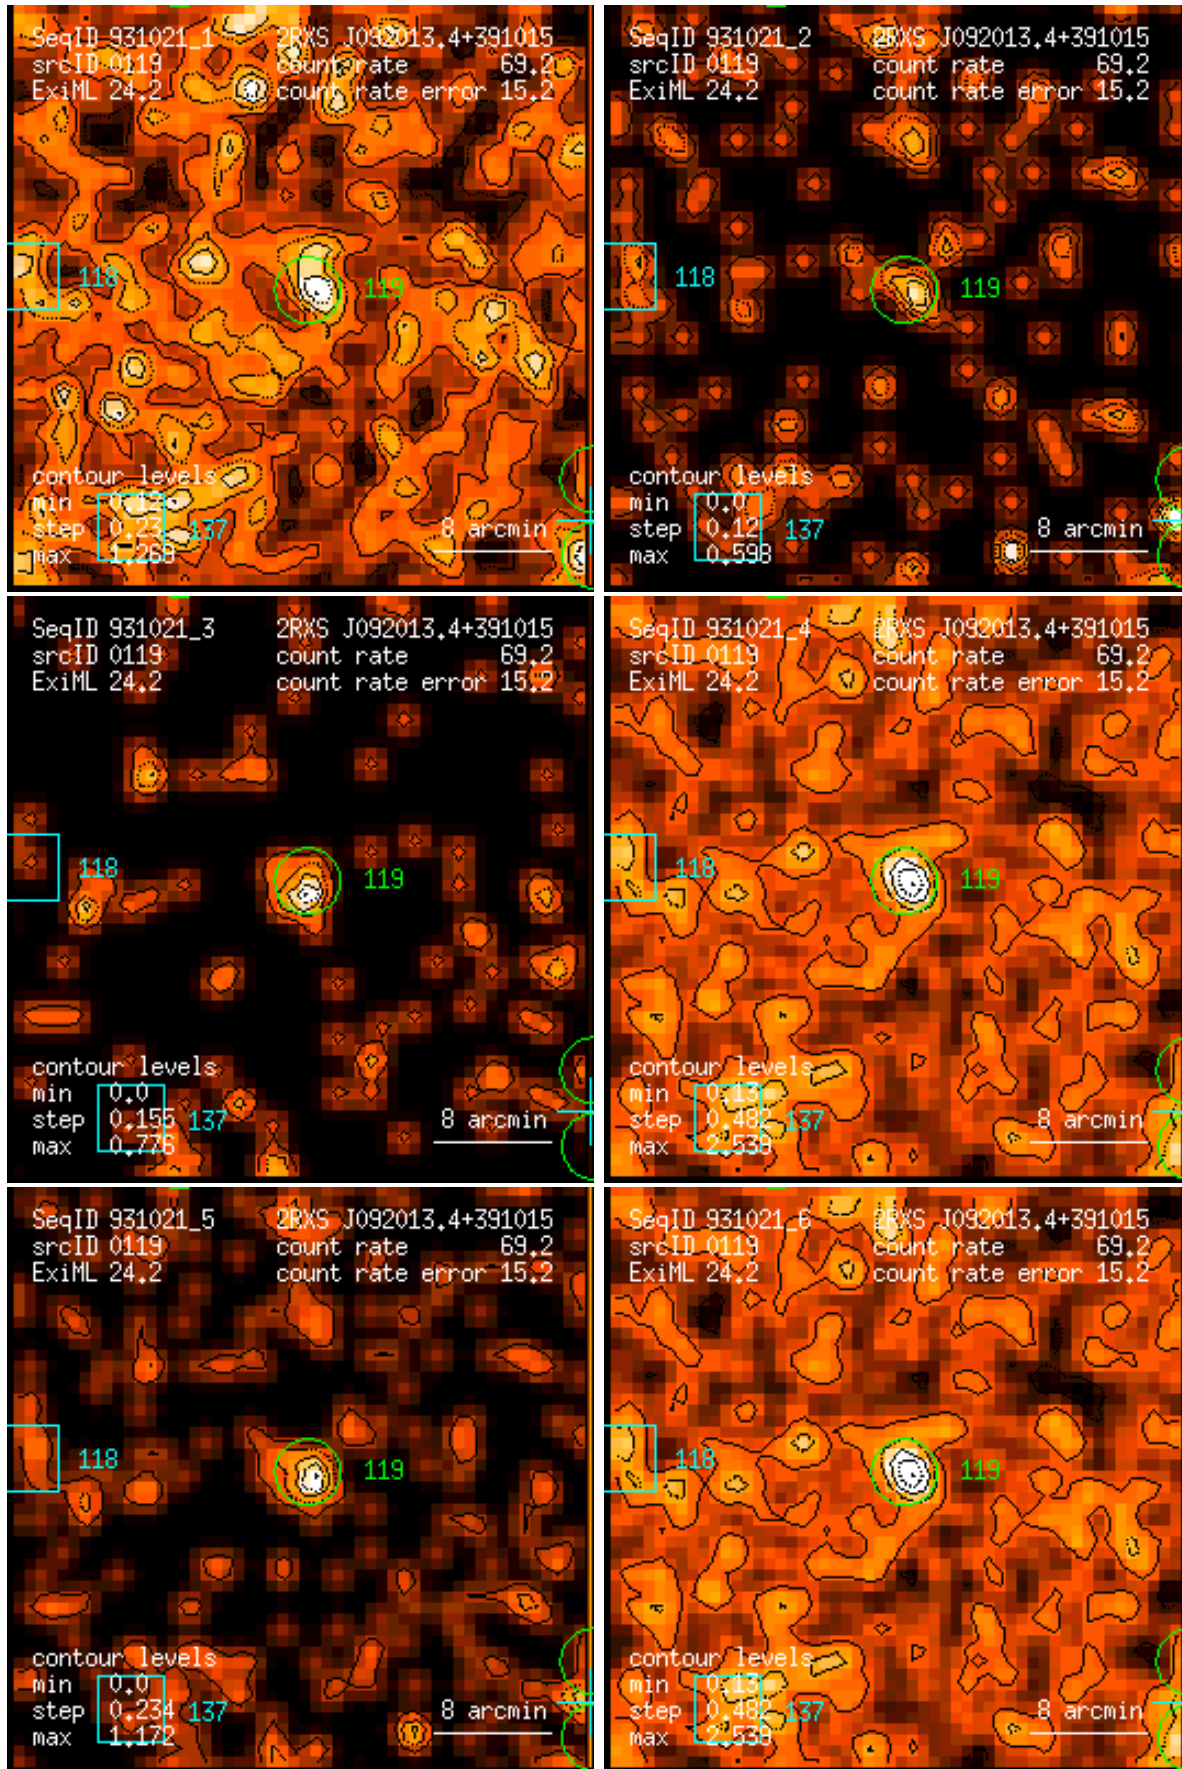 SeqID 931021_1 2RXS J092013.4+391015
srcID 0119 count rate 69.2
ExiML 24.2 count rate error 15.2
118
119
contour levels
min 0.12
step 0.23
max 1.268
137
8 arcmin
SeqID 931021_2 2RXS J092013.4+391015
srcID 0119 count rate 69.2
ExiML 24.2 count rate error 15.2
118
119
contour levels
min 0.0
step 0.12
max 0.598
137
8 arcmin
SeqID 931021_3 2RXS J092013.4+391015
srcID 0119 count rate 69.2
ExiML 24.2 count rate error 15.2
118
119
contour levels
min 0.0
step 0.155
max 0.776
137
8 arcmin
SeqID 931021_4 2RXS J092013.4+391015
srcID 0119 count rate 69.2
ExiML 24.2 count rate error 15.2
118
119
contour levels
min 0.13
step 0.482
max 2.539
137
8 arcmin
SeqID 931021_5 2RXS J092013.4+391015
srcID 0119 count rate 69.2
ExiML 24.2 count rate error 15.2
118
119
contour levels
min 0.0
step 0.234
max 1.172
137
8 arcmin
SeqID 931021_6 2RXS J092013.4+391015
srcID 0119 count rate 69.2
ExiML 24.2 count rate error 15.2
118
119
contour levels
min 0.13
step 0.482
max 2.539
137
8 arcmin